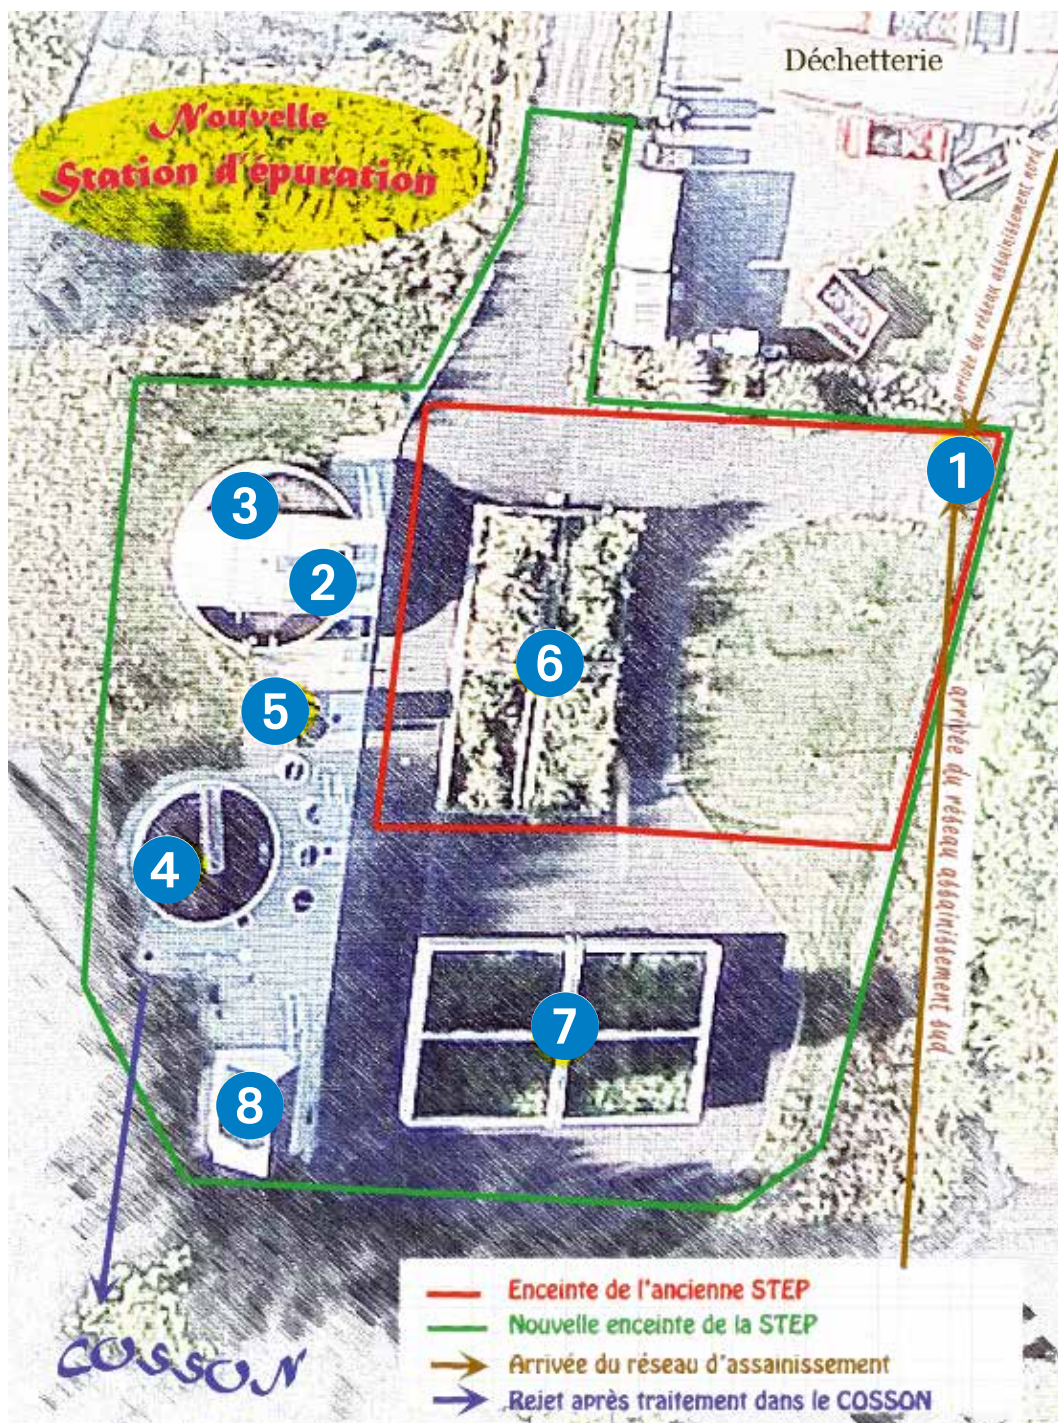 Déchetterie
Nouvelle
Station d'épuration
arrivée du réseau assainissement nord
1
3
2
6
5
arrivée du réseau assainissement sud
4
7
8
COSSON
Enceinte de l'ancienne STEP
Nouvelle enceinte de la STEP
Arrivée du réseau d'assainissement
Rejet après traitement dans le COSSON